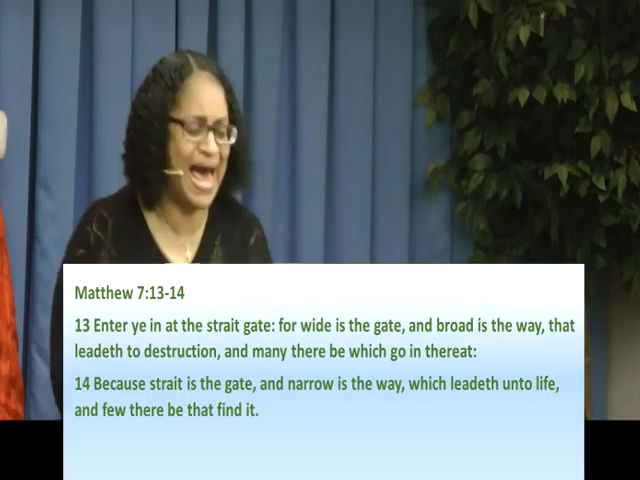 Matthew 7:13-14
13 Enter ye in at the strait gate: for wide is the gate, and broad is the way, that
leadeth to destruction, and many there be which go in thereat:
14 Because strait is the gate, and narrow is the way, which leadeth unto life,
and few there be that find it.